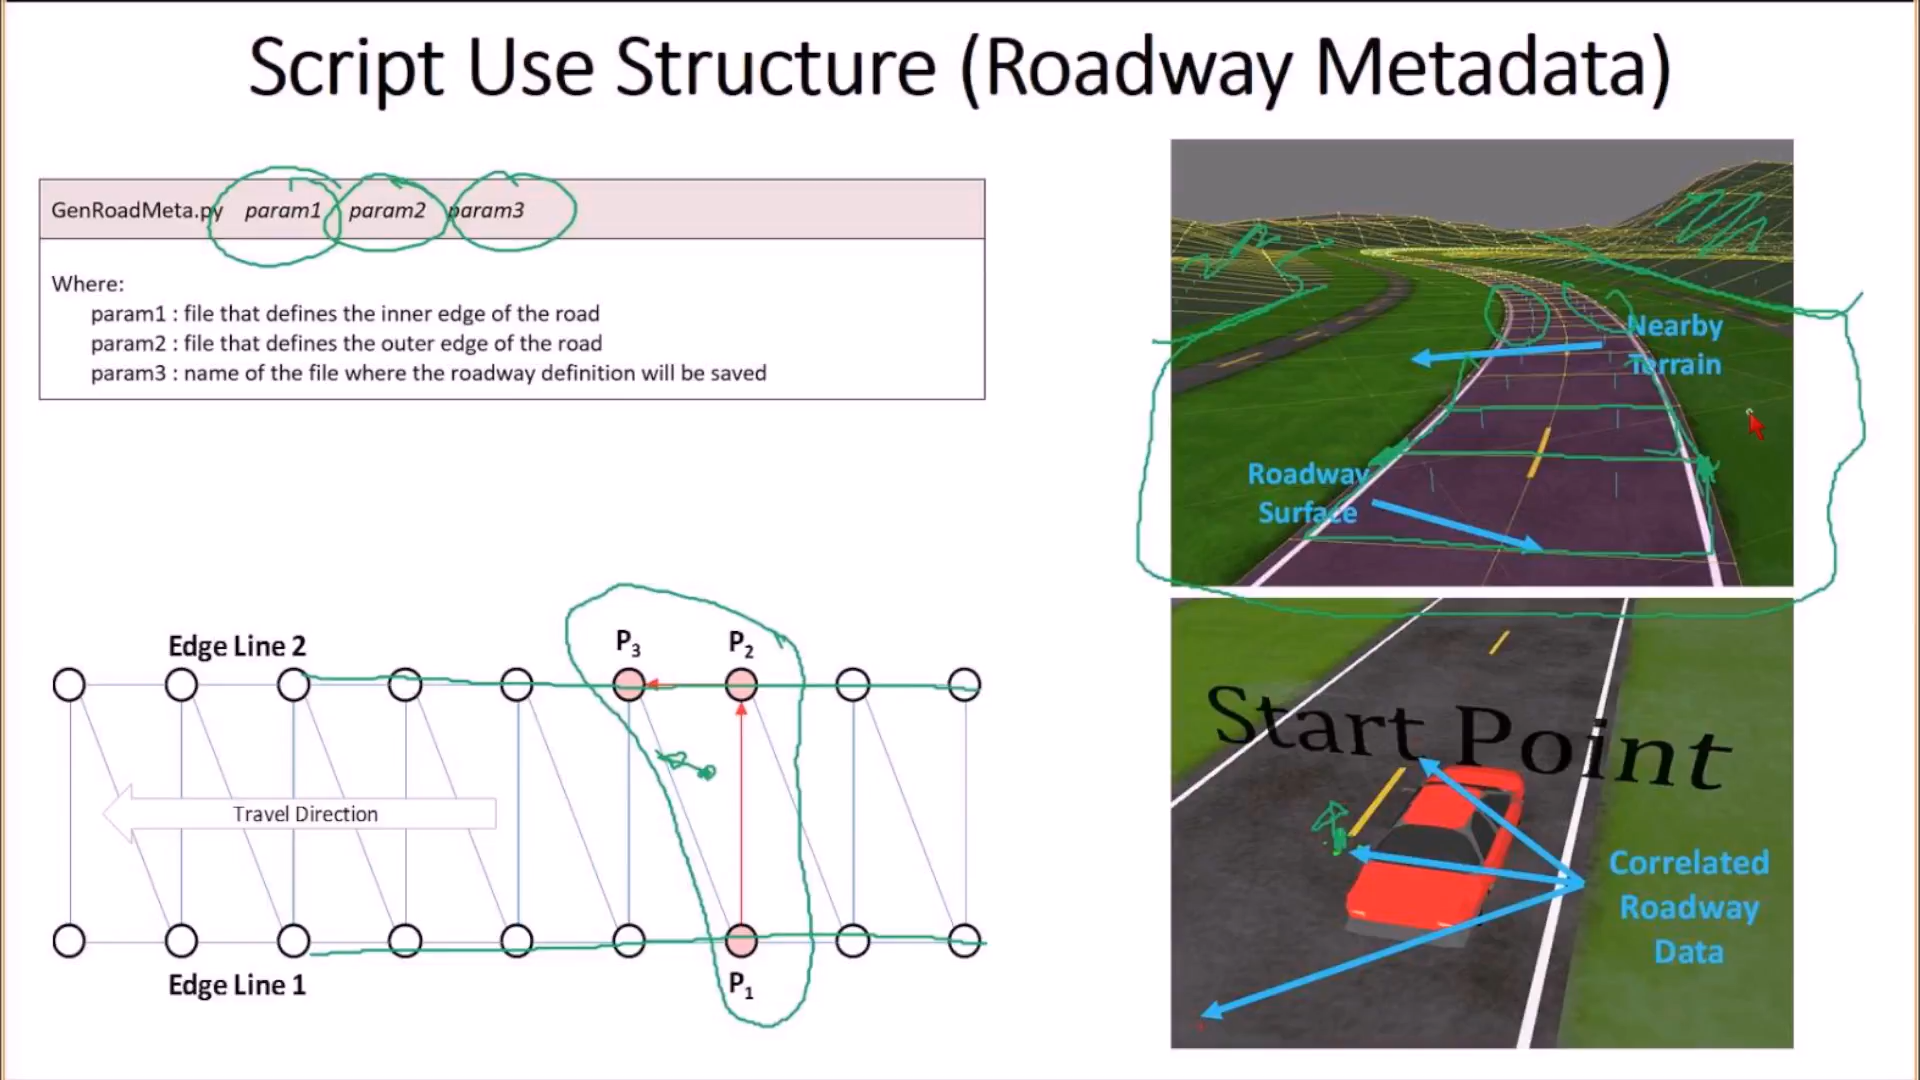 Script Use Structure (Roadway Metadata)
GenRoadMeta.py param1 param2 param3
Where:
param1 : file that defines the inner edge of the road
param2 : file that defines the outer edge of the road
param3 : name of the file where the roadway definition will be saved
Nearby
Terrain
Roadway
Surface
Edge Line 2
P3
P2
Travel Direction
Edge Line 1
P1
Start Point
Correlated
Roadway
Data